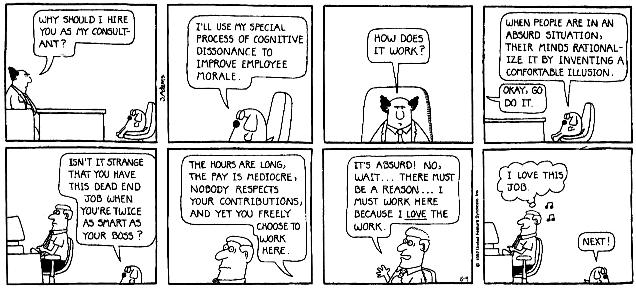 WHY SHOULD I HIRE
YOU AS MY CONSULT-
ANT?
I'LL USE MY SPECIAL
PROCESS OF COGNITIVE
DISSONANCE TO
IMPROVE EMPLOYEE
MORALE.
S.Adams
HOW DOES
IT WORK?
WHEN PEOPLE ARE IN AN
ABSURD SITUATION,
THEIR MINDS RATIONAL-
IZE IT BY INVENTING A
COMFORTABLE ILLUSION.
OKAY, GO
DO IT.
ISN'T IT STRANGE
THAT YOU HAVE
THIS DEAD END
JOB WHEN
YOU'RE TWICE
AS SMART AS
YOUR BOSS?
THE HOURS ARE LONG,
THE PAY IS MEDIOCRE,
NOBODY RESPECTS
YOUR CONTRIBUTIONS,
AND YET YOU FREELY
CHOOSE TO
WORK
HERE.
IT'S ABSURD! NO,
WAIT... THERE MUST
BE A REASON... I
MUST WORK HERE
BECAUSE I LOVE THE
WORK.
I LOVE THIS
JOB.
NEXT!